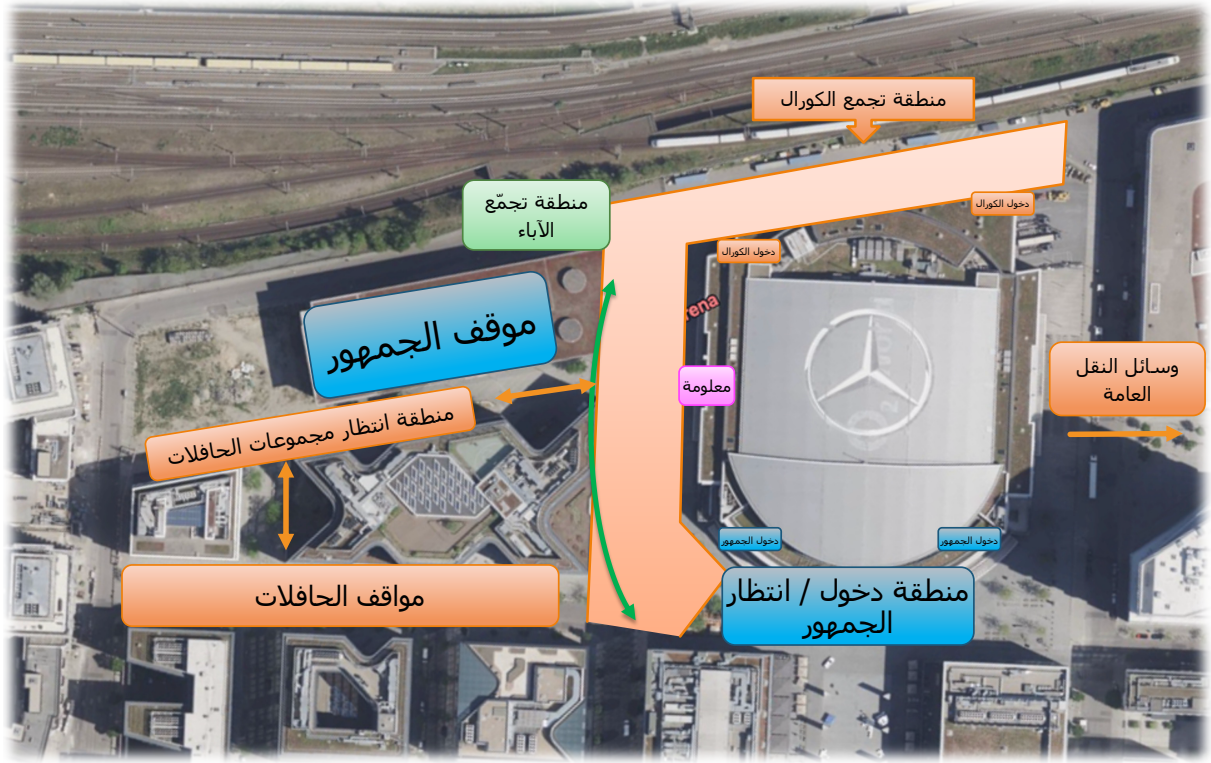 منطقة تجمع الكورال
منطقة تجمّع
الآباء
دخول الكورال
دخول الكورال
موقف الجمهور
rena
وسائل النقل
العامة
معلومة
منطقة انتظار مجموعات الحافلات
دخول الجمهور
دخول الجمهور
مواقف الحافلات
منطقة دخول / انتظار
الجمهور